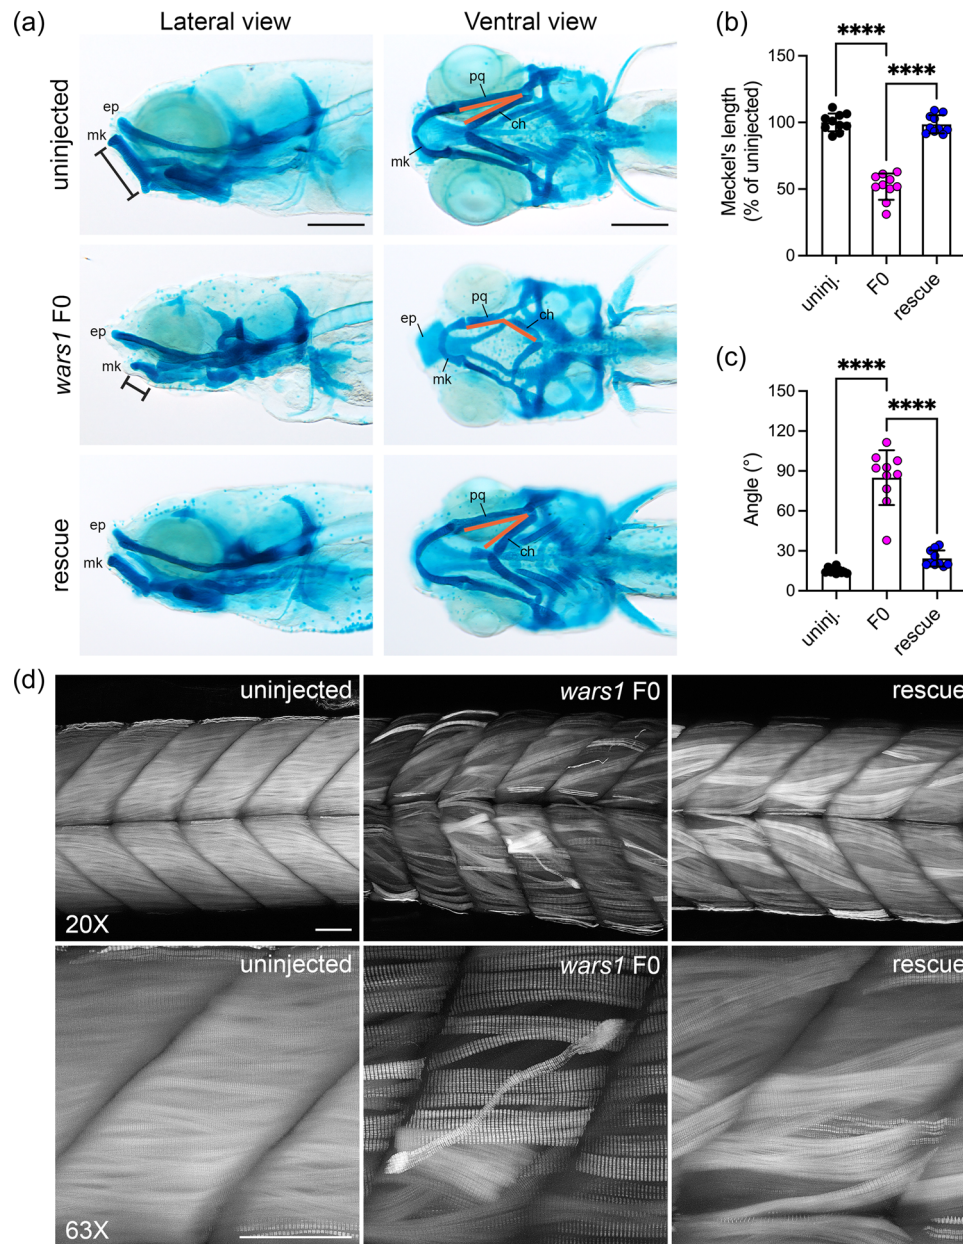 (a)
Lateral view
Ventral view
uninjected
ep
mk
pq
ch
mk
wars1 F0
ep
mk
ep
pq
ch
mk
rescue
ep
mk
pq
ch
(b)
****
****
Meckel's length
(% of uninjected)
150
100
50
0
uninj.
F0
rescue
(c)
****
****
Angle (°)
150
120
90
60
30
0
uninj.
F0
rescue
(d)
uninjected
wars1 F0
rescue
20X
uninjected
wars1 F0
rescue
63X